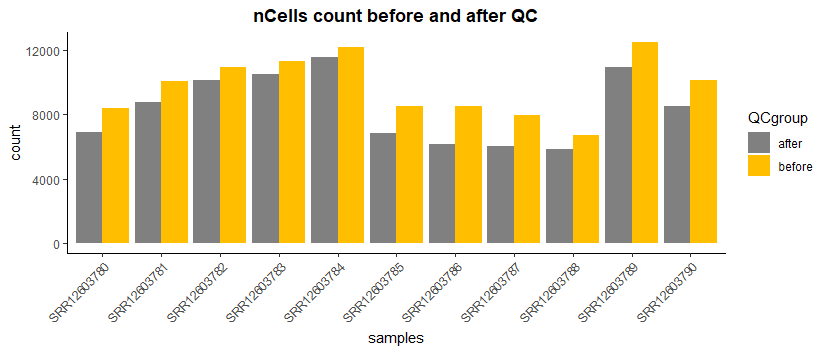 nCells count before and after QC
count
12000
8000
4000
0
SRR12603780
SRR12603781
SRR12603782
SRR12603783
SRR12603784
SRR12603785
SRR12603786
SRR12603787
SRR12603788
SRR12603789
SRR12603790
samples
QCgroup
after
before